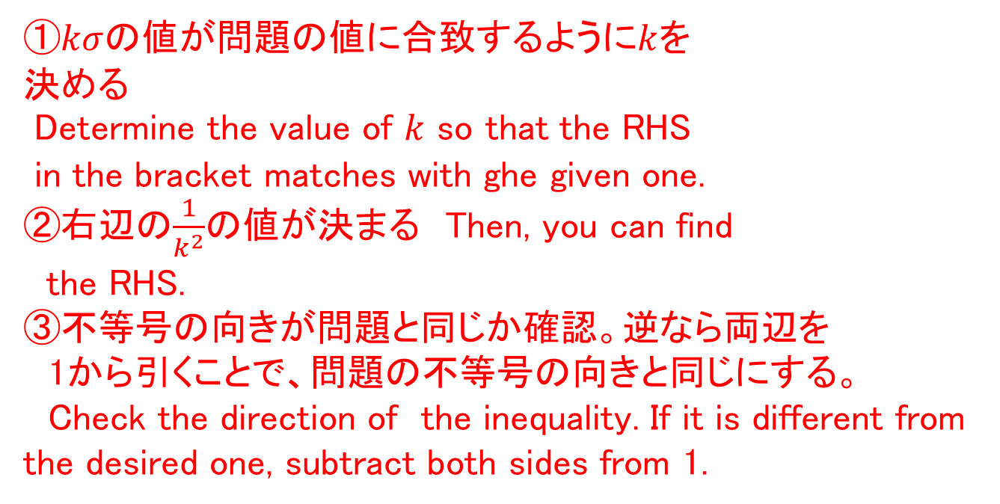 ①kσの値が問題の値に合致するようにkを
決める
Determine the value of k so that the RHS
in the bracket matches with ghe given one.
②右辺の1/k²の値が決まる Then, you can find
the RHS.
③不等号の向きが問題と同じか確認。逆なら両辺を
1から引くことで、問題の不等号の向きと同じにする。
Check the direction of the inequality. If it is different from
the desired one, subtract both sides from 1.